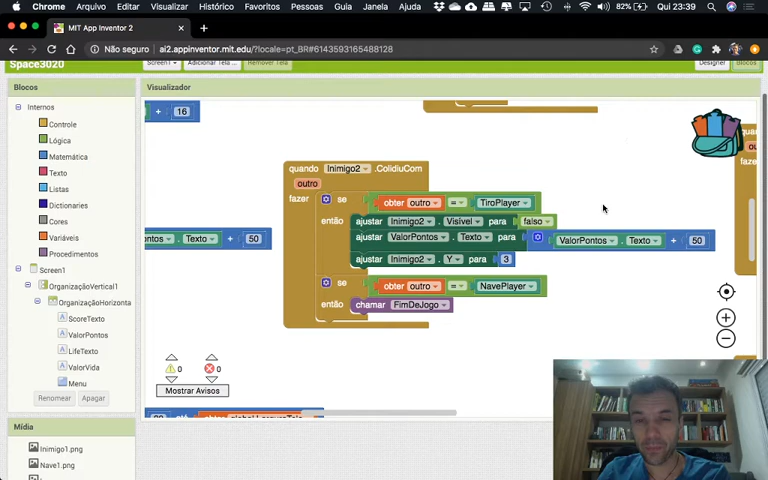 Chrome Arquivo Editar Visualizar Histórico Favoritos Pessoas Guia Janela Ajuda 82% Qui 23:39
MIT App Inventor 2
Não seguro ai2.appinventor.mit.edu/?locale=pt_BR#6143593165488128
Space3020
Screen1 Adicionar Tela ... Remover Tela Designer Blocos
Blocos
Visualizador
Internos
Controle
Lógica
Matemática
Texto
Listas
Dictionaries
Cores
Variáveis
Procedimentos
Screen1
OrganizaçãoVertical1
OrganizaçãoHorizonta
ScoreTexto
ValorPontos
LifeTexto
ValorVida
Menu
Renomear Apagar
Mídia
Inimigo1.png
Nave1.png
+ 16
quando Inimigo2 .ColidiuCom
outro
fazer se obter outro = TiroPlayer
então ajustar Inimigo2 . Visível para falso
ajustar ValorPontos . Texto para ValorPontos . Texto + 50
ajustar Inimigo2 . Y para 3
se obter outro = NavePlayer
então chamar FimDeJogo
ontos . Texto + 50
0 0
Mostrar Avisos
faze